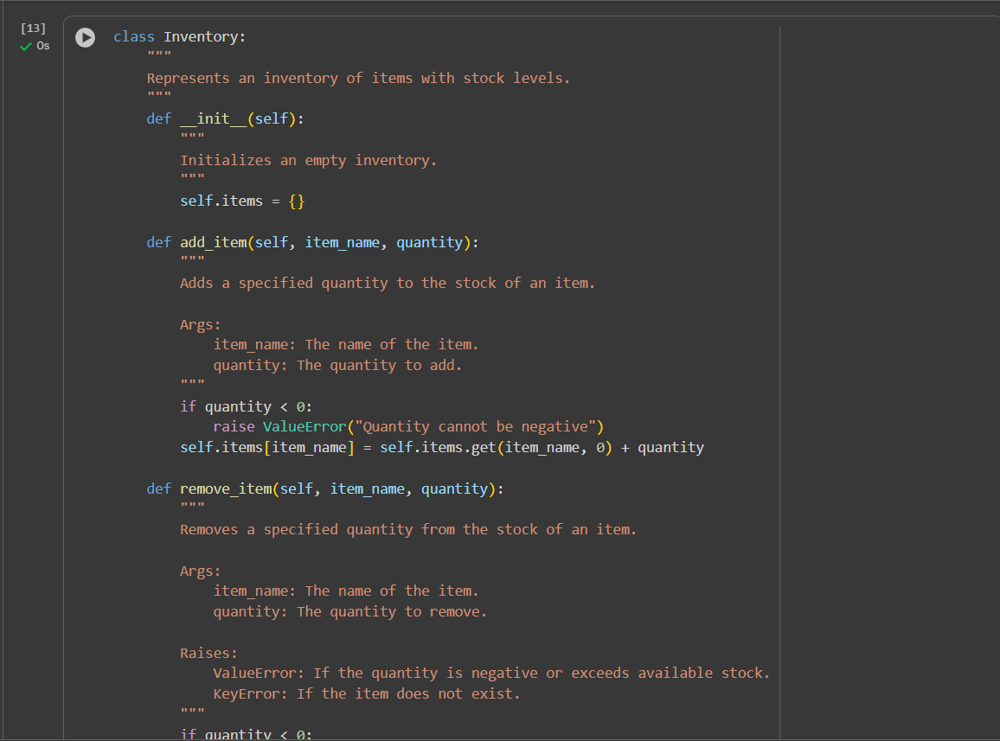 [13]
0s
class Inventory:
    """
    Represents an inventory of items with stock levels.
    """
    def __init__(self):
        """
        Initializes an empty inventory.
        """
        self.items = {}

    def add_item(self, item_name, quantity):
        """
        Adds a specified quantity to the stock of an item.

        Args:
            item_name: The name of the item.
            quantity: The quantity to add.
        """
        if quantity < 0:
            raise ValueError("Quantity cannot be negative")
        self.items[item_name] = self.items.get(item_name, 0) + quantity

    def remove_item(self, item_name, quantity):
        """
        Removes a specified quantity from the stock of an item.

        Args:
            item_name: The name of the item.
            quantity: The quantity to remove.

        Raises:
            ValueError: If the quantity is negative or exceeds available stock.
            KeyError: If the item does not exist.
        """
        if quantity < 0: